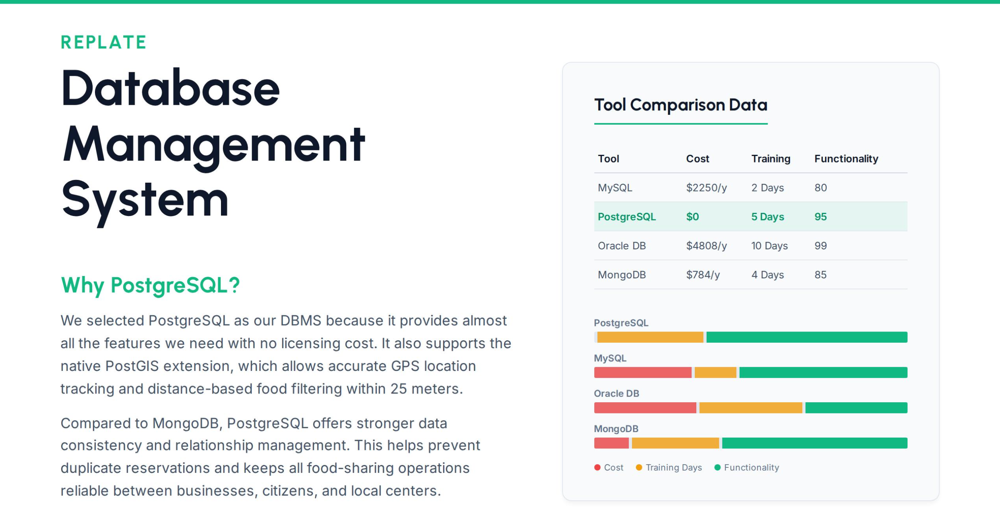 REPLATE
Database
Management
System
Why PostgreSQL?
We selected PostgreSQL as our DBMS because it provides almost
all the features we need with no licensing cost. It also supports the
native PostGIS extension, which allows accurate GPS location
tracking and distance-based food filtering within 25 meters.
Compared to MongoDB, PostgreSQL offers stronger data
consistency and relationship management. This helps prevent
duplicate reservations and keeps all food-sharing operations
reliable between businesses, citizens, and local centers.
Tool Comparison Data
Tool Cost Training Functionality
MySQL $2250/y 2 Days 80
PostgreSQL $0 5 Days 95
Oracle DB $4808/y 10 Days 99
MongoDB $784/y 4 Days 85
PostgreSQL
MySQL
Oracle DB
MongoDB
Cost Training Days Functionality